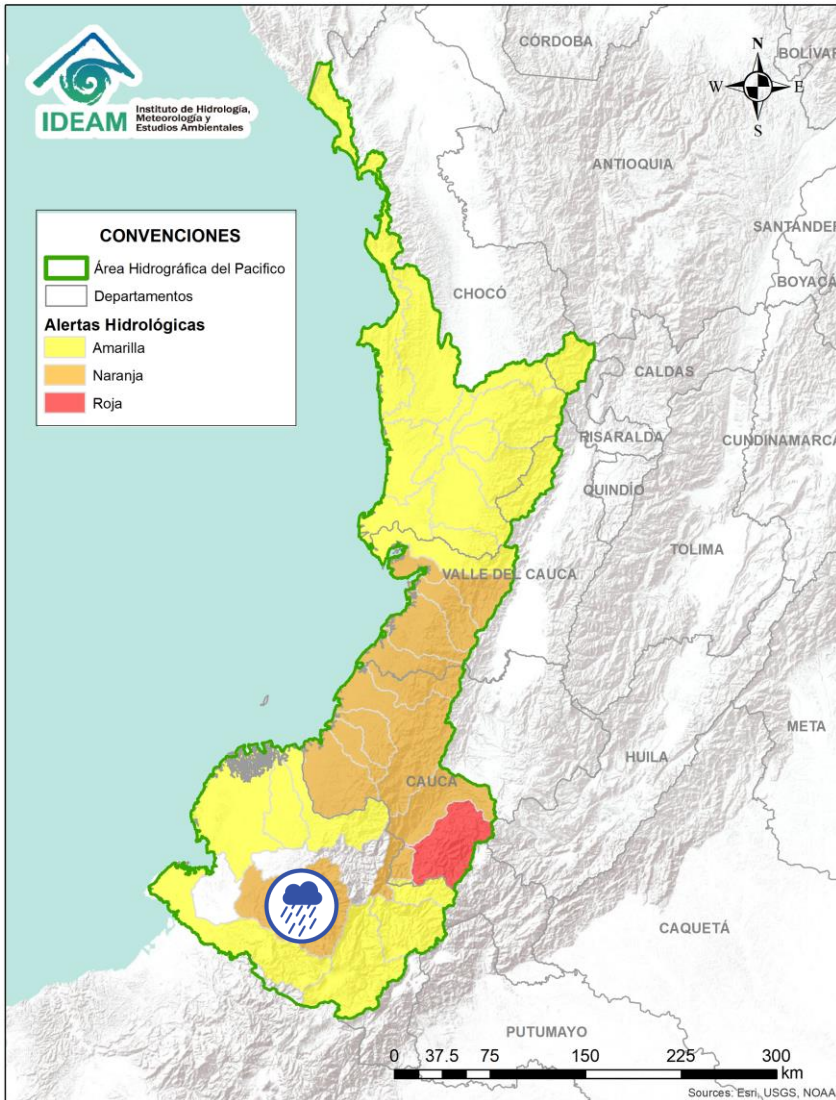 IDEAM
Instituto de Hidrología,
Meteorología y
Estudios Ambientales
CONVENCIONES
Área Hidrográfica del Pacifico
Departamentos
Alertas Hidrológicas
Amarilla
Naranja
Roja
N
W
E
S
CÓRDOBA
BOLÍVAR
ANTIOQUIA
SANTANDER
BOYACÁ
CHOCÓ
CALDAS
RISARALDA
CUNDINAMARCA
QUINDÍO
TOLIMA
VALLE DEL CAUCA
META
HUILA
CAUCA
CAQUETÁ
PUTUMAYO
0 37.5 75 150 225 300
km
Sources: Esri, USGS, NOAA